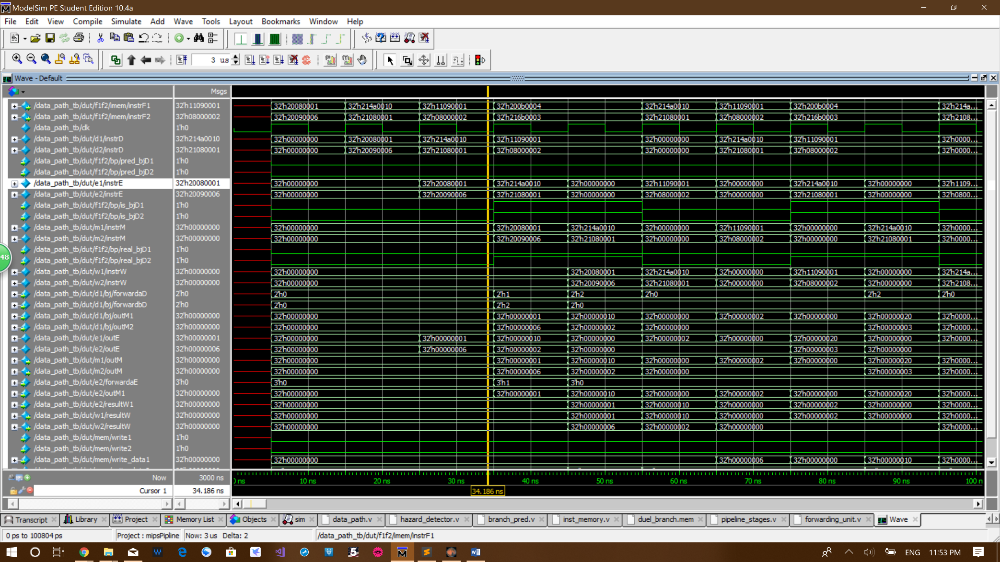 ModelSim PE Student Edition 10.4a
File Edit View Compile Simulate Add Wave Tools Layout Bookmarks Window Help
3 us
Wave - Default
Msgs
/data_path_tb/dut/f1f2/imem/instrF1 32'h11090001 32'h20080001 32'h214a0010 32'h11090001 32'h200b0004 32'h214a0010 32'h11090001 32'h200b0004 32'h214a...
/data_path_tb/dut/f1f2/imem/instrF2 32'h08000002 32'h20090006 32'h21080001 32'h08000002 32'h216b0003 32'h21080001 32'h08000002 32'h216b0003 32'h2108...
/data_path_tb/clk 1'h0
/data_path_tb/dut/d1/instrD 32'h214a0010 32'h00000000 32'h20080001 32'h214a0010 32'h11090001 32'h00000000 32'h214a0010 32'h11090001 32'h0000...
/data_path_tb/dut/d2/instrD 32'h21080001 32'h00000000 32'h20090006 32'h21080001 32'h08000002 32'h00000000 32'h21080001 32'h08000002 32'h0000...
/data_path_tb/dut/f1f2/bp/pred_bjD1 1'h0
/data_path_tb/dut/f1f2/bp/pred_bjD2 1'h0
/data_path_tb/dut/e1/instrE 32'h20080001 32'h00000000 32'h20080001 32'h214a0010 32'h00000000 32'h11090001 32'h00000000 32'h214a0010 32'h00000000 32'h1109...
/data_path_tb/dut/e2/instrE 32'h20090006 32'h00000000 32'h20090006 32'h21080001 32'h00000000 32'h08000002 32'h00000000 32'h21080001 32'h00000000 32'h0800...
/data_path_tb/dut/f1f2/bp/is_bjD1 1'h0
/data_path_tb/dut/f1f2/bp/is_bjD2 1'h0
/data_path_tb/dut/m1/instrM 32'h00000000 32'h00000000 32'h20080001 32'h214a0010 32'h00000000 32'h11090001 32'h00000000 32'h214a0010 32'h0000...
/data_path_tb/dut/m2/instrM 32'h00000000 32'h00000000 32'h20090006 32'h21080001 32'h00000000 32'h08000002 32'h00000000 32'h21080001 32'h0000...
/data_path_tb/dut/f1f2/bp/real_bjD1 1'h0
48
/data_path_tb/dut/f1f2/bp/real_bjD2 1'h0
/data_path_tb/dut/w1/instrW 32'h00000000 32'h00000000 32'h20080001 32'h214a0010 32'h00000000 32'h11090001 32'h00000000 32'h214a...
/data_path_tb/dut/w2/instrW 32'h00000000 32'h00000000 32'h20090006 32'h21080001 32'h00000000 32'h08000002 32'h00000000 32'h2108...
/data_path_tb/dut/d1/bj/forwardaD 2'h0 2'h0 2'h1 2'h2 2'h0 2'h2 2'h0
/data_path_tb/dut/d1/bj/forwardbD 2'h0 2'h0 2'h2 2'h0
/data_path_tb/dut/d1/bj/outM1 32'h00000000 32'h00000000 32'h00000001 32'h00000010 32'h00000000 32'h00000002 32'h00000000 32'h00000020 32'h0000...
/data_path_tb/dut/d1/bj/outM2 32'h00000000 32'h00000000 32'h00000006 32'h00000002 32'h00000000 32'h00000003 32'h0000...
/data_path_tb/dut/e1/outE 32'h00000001 32'h00000000 32'h00000001 32'h00000010 32'h00000000 32'h00000002 32'h00000000 32'h00000020 32'h00000000 32'h0000...
/data_path_tb/dut/e2/outE 32'h00000006 32'h00000000 32'h00000006 32'h00000002 32'h00000000 32'h00000003 32'h00000000
/data_path_tb/dut/m1/outM 32'h00000000 32'h00000000 32'h00000001 32'h00000010 32'h00000000 32'h00000002 32'h00000000 32'h00000020 32'h0000...
/data_path_tb/dut/m2/outM 32'h00000000 32'h00000000 32'h00000006 32'h00000002 32'h00000000 32'h00000003 32'h0000...
/data_path_tb/dut/e2/forwardaE 3'h0 3'h0 3'h1 3'h0
/data_path_tb/dut/e2/outM1 32'h00000000 32'h00000000 32'h00000001 32'h00000010 32'h00000000 32'h00000002 32'h00000000 32'h00000020 32'h0000...
/data_path_tb/dut/e2/resultW1 32'h00000000 32'h00000000 32'h00000001 32'h00000010 32'h00000000 32'h00000002 32'h00000000 32'h0000...
/data_path_tb/dut/w1/resultW 32'h00000000 32'h00000000 32'h00000001 32'h00000010 32'h00000000 32'h00000002 32'h00000000 32'h0000...
/data_path_tb/dut/w2/resultW 32'h00000000 32'h00000000 32'h00000006 32'h00000002 32'h00000000 32'h0000...
/data_path_tb/dut/mem/write1 1'h0
/data_path_tb/dut/mem/write2 1'h0
/data_path_tb/dut/mem/write_data1 32'h00000000 32'h00000000 32'h00000006 32'h00000000 32'h00000010 32'h0000...
Now 3000 ns ns 10 ns 20 ns 30 ns 40 ns 50 ns 60 ns 70 ns 80 ns 90 ns 100 n
Cursor 1 34.186 ns 34.186 ns
Transcript Library Project Memory List Objects sim data_path.v hazard_detector.v branch_pred.v inst_memory.v duel_branch.mem pipeline_stages.v forwarding_unit.v Wave
0 ps to 100804 ps Project : mipsPipline Now: 3 us Delta: 2 /data_path_tb/dut/f1f2/imem/instrF1
ENG 11:53 PM